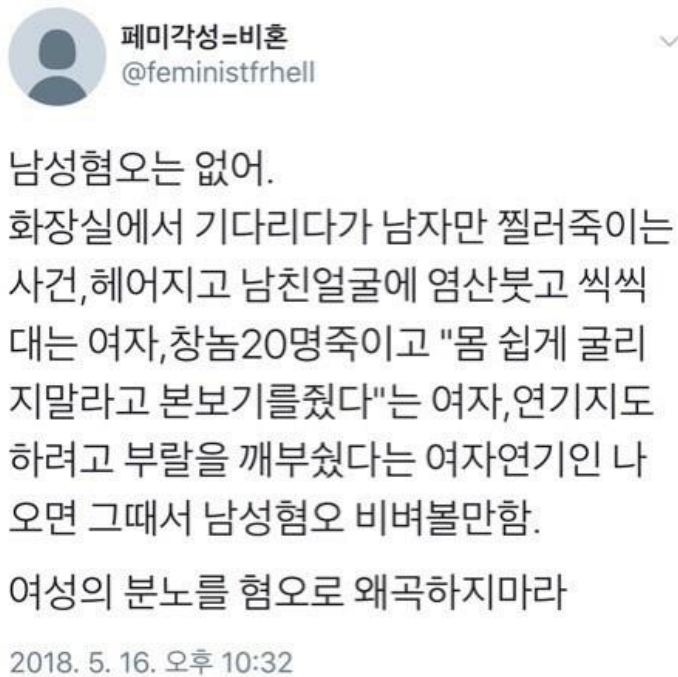 페미각성=비혼
@feministfrhell
남성혐오는 없어.
화장실에서 기다리다가 남자만 찔러죽이는
사건,헤어지고 남친얼굴에 염산붓고 씩씩
대는 여자,창놈20명죽이고 "몸 쉽게 굴리
지말라고 본보기를줬다"는 여자,연기지도
하려고 부랄을 깨부쉈다는 여자연기인 나
오면 그때서 남성혐오 비벼볼만함.
여성의 분노를 혐오로 왜곡하지마라
2018. 5. 16. 오후 10:32